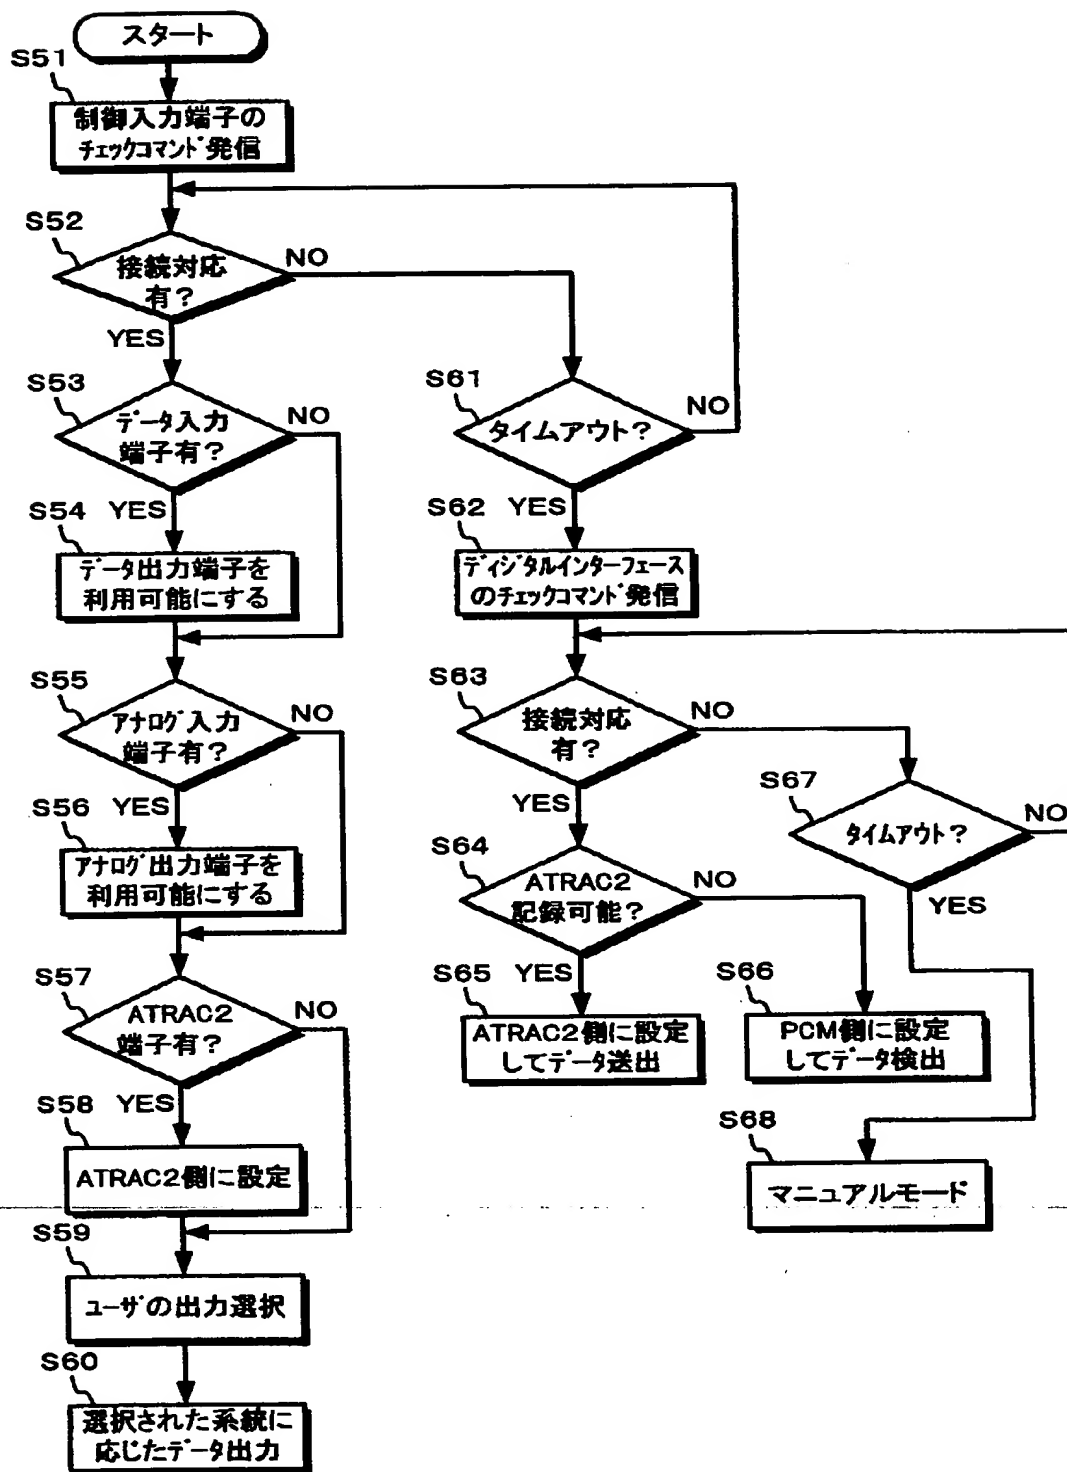 スタート
S51
制御入力端子の
チェックコマンド発信
S52
接続対応
有?
NO
YES
S53
データ入力
端子有?
NO
YES
S54
データ出力端子を
利用可能にする
S55
アナログ入力
端子有?
NO
YES
S56
アナログ出力端子を
利用可能にする
S57
ATRAC2
端子有?
NO
YES
S58
ATRAC2側に設定
S59
ユーザの出力選択
S60
選択された系統に
応じたデータ出力
S61
タイムアウト?
NO
YES
S62
ディジタルインターフェース
のチェックコマンド発信
S63
接続対応
有?
NO
YES
S64
ATRAC2
記録可能?
NO
YES
S65
ATRAC2側に設定
してデータ送出
S66
PCM側に設定
してデータ検出
S67
タイムアウト?
NO
YES
S68
マニュアルモード